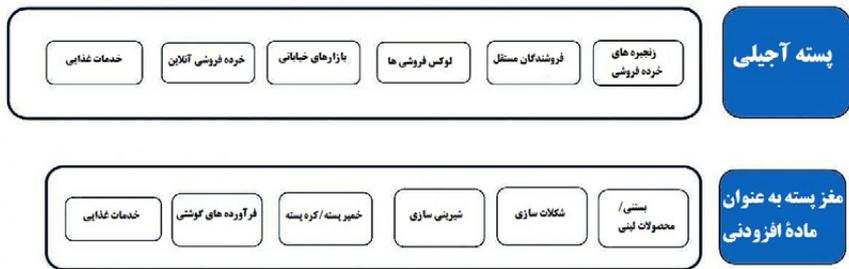 پسته آجیلی
زنجیره های
خرده فروشی
فروشندگان مستقل
لوکس فروشی ها
بازارهای خیابانی
خرده فروشی آنلاین
خدمات غذایی
مغز پسته به عنوان
مادۀ افزودنی
بستنی/
محصولات لبنی
شکلات سازی
شیرینی سازی
خمیر پسته/کره پسته
فرآورده های گوشتی
خدمات غذایی